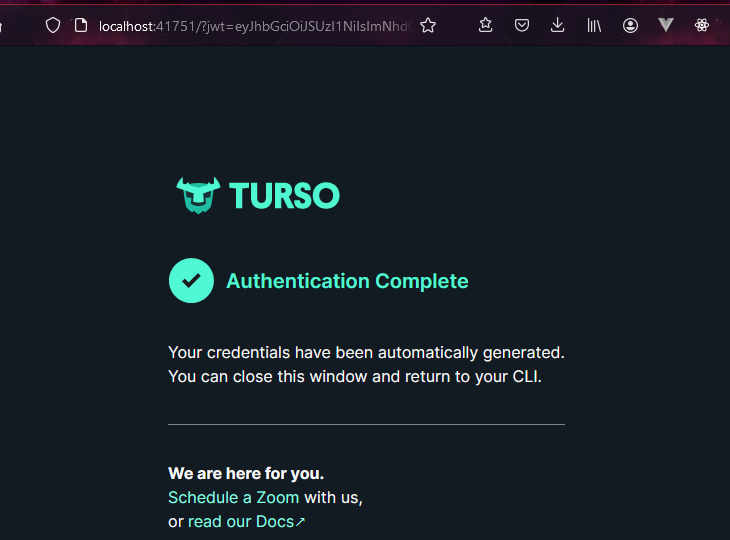 localhost:41751/?jwt=eyJhbGciOiJSUzI1NiIsImNhd
TURSO
Authentication Complete
Your credentials have been automatically generated.
You can close this window and return to your CLI.
We are here for you.
Schedule a Zoom with us,
or read our Docs↗